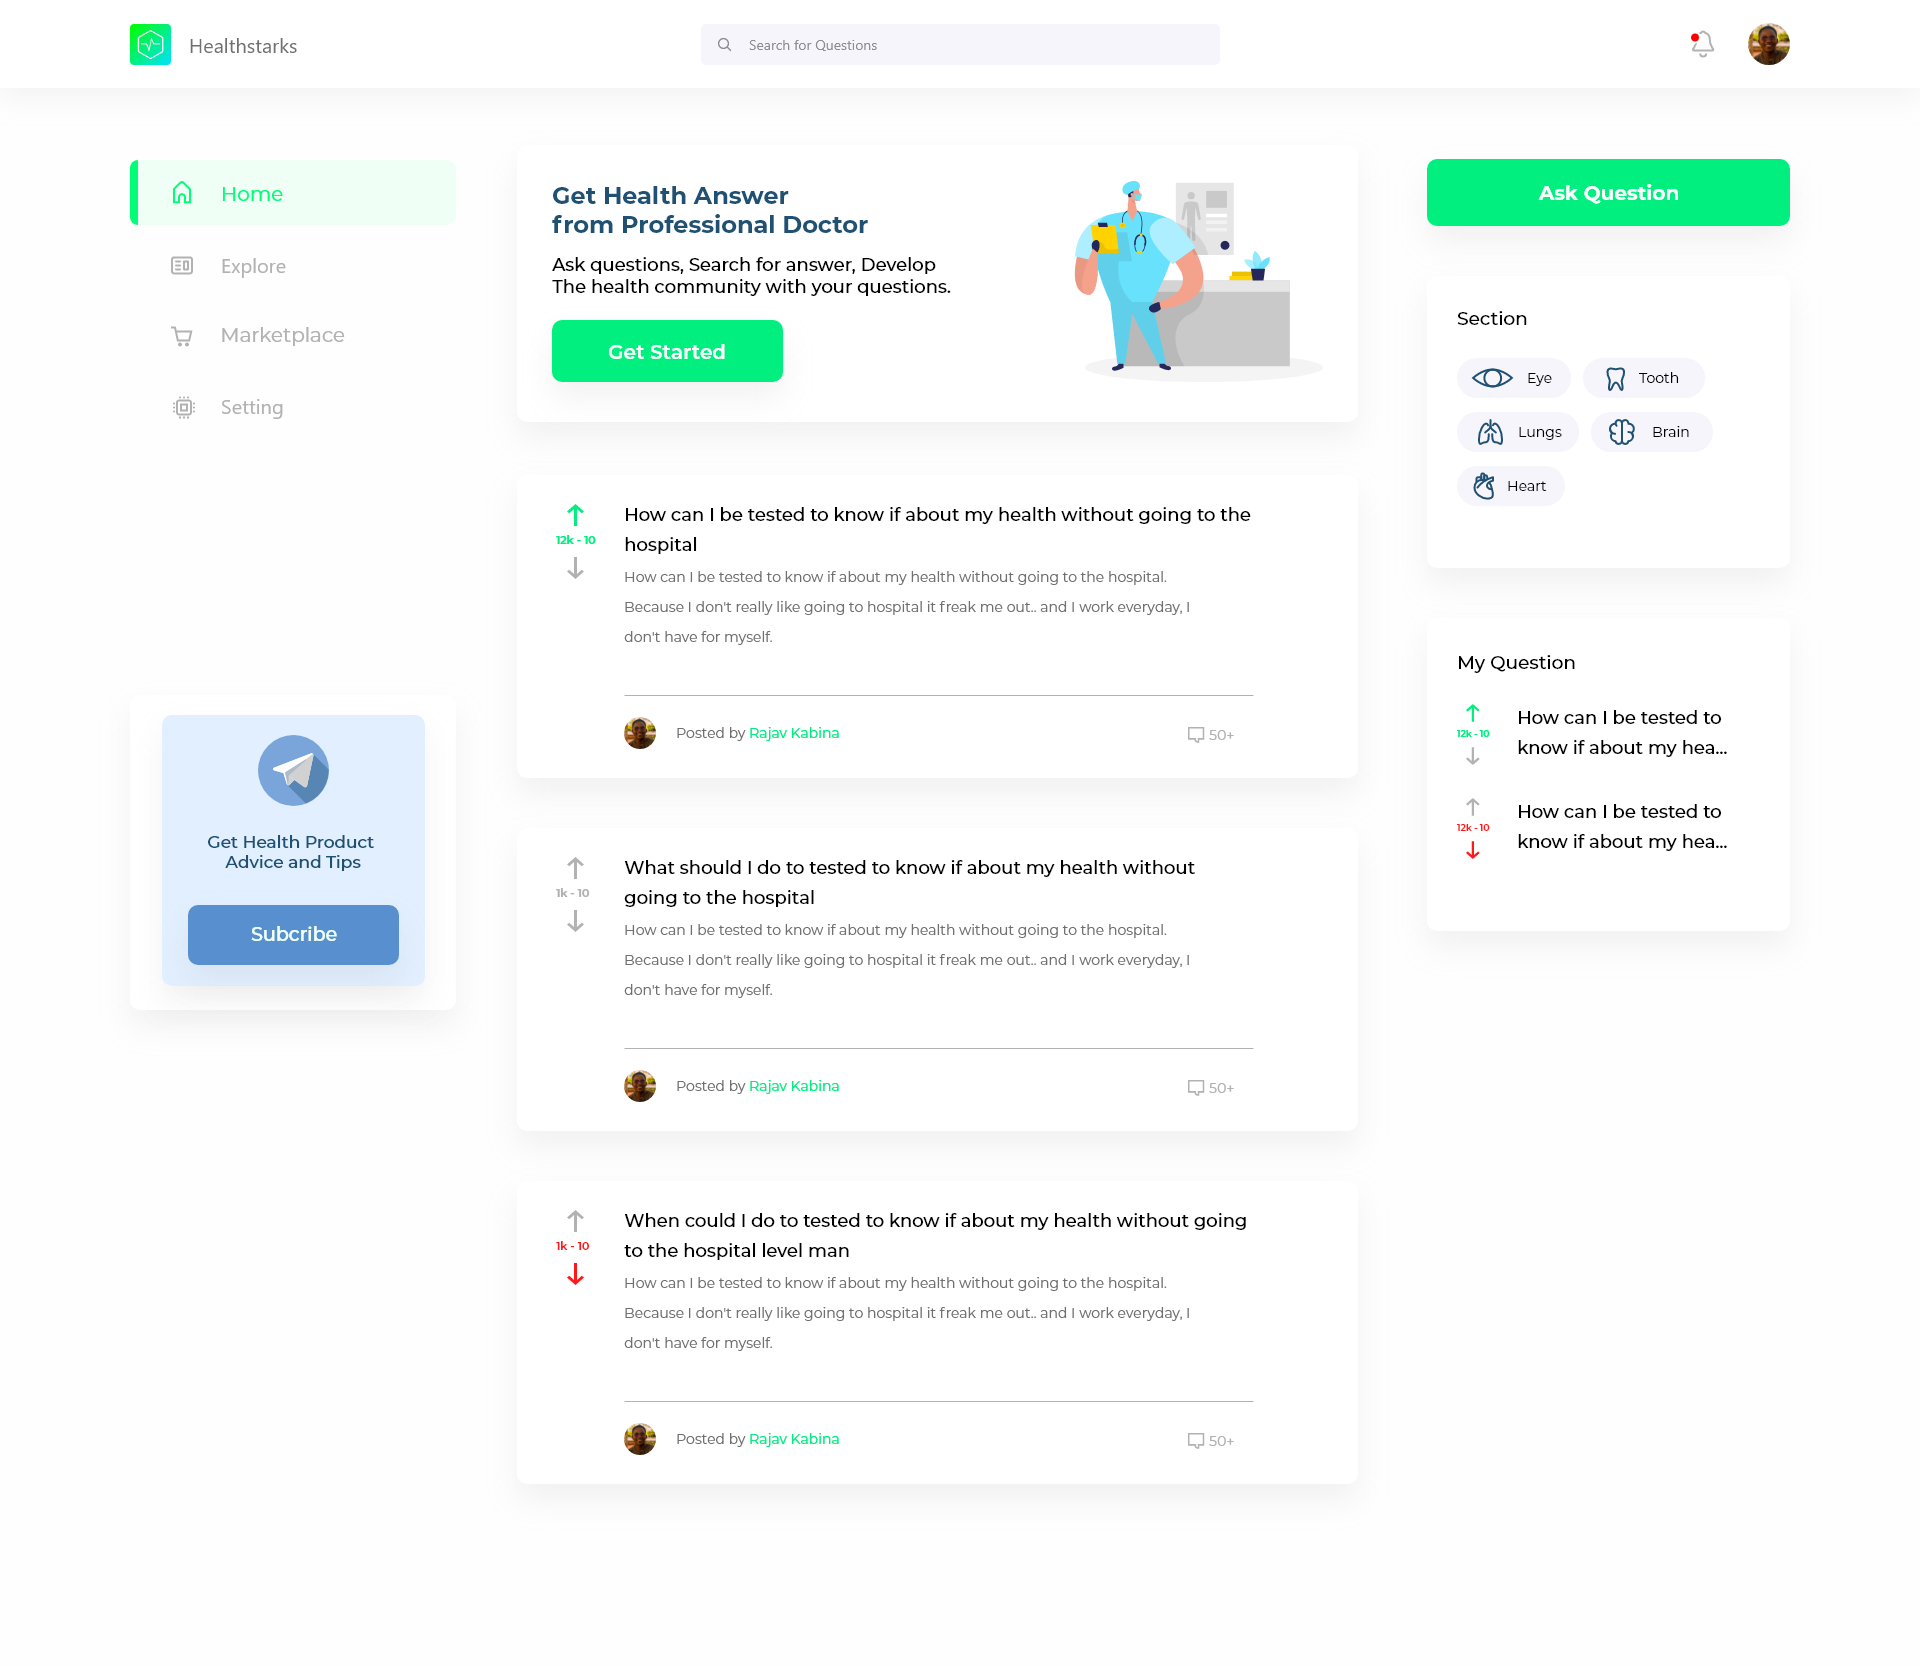 Healthstarks
Search for Questions
Home
Explore
Marketplace
Setting
Get Health Product
Advice and Tips
Subcribe
Get Health Answer
from Professional Doctor
Ask questions, Search for answer, Develop
The health community with your questions.
Get Started
12k - 10
How can I be tested to know if about my health without going to the
hospital
How can I be tested to know if about my health without going to the hospital.
Because I don't really like going to hospital it freak me out.. and I work everyday, I
don't have for myself.
Posted by Rajav Kabina
50+
1k - 10
What should I do to tested to know if about my health without
going to the hospital
How can I be tested to know if about my health without going to the hospital.
Because I don't really like going to hospital it freak me out.. and I work everyday, I
don't have for myself.
Posted by Rajav Kabina
50+
1k - 10
When could I do to tested to know if about my health without going
to the hospital level man
How can I be tested to know if about my health without going to the hospital.
Because I don't really like going to hospital it freak me out.. and I work everyday, I
don't have for myself.
Posted by Rajav Kabina
50+
Ask Question
Section
Eye
Tooth
Lungs
Brain
Heart
My Question
12k - 10
How can I be tested to
know if about my hea...
12k - 10
How can I be tested to
know if about my hea...